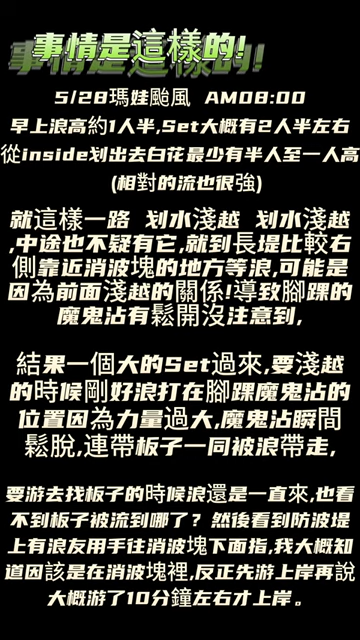 事情是這樣的!
5/28瑪娃颱風 AM08:00
早上浪高約1人半,Set大概有2人半左右
從inside划出去白花最少有半人至一人高
(相對的流也很強)
就這樣一路 划水淺越 划水淺越
,中途也不疑有它,就到長堤比較右
側靠近消波塊的地方等浪,可能是
因為前面淺越的關係!導致腳踝的
魔鬼沾有鬆開沒注意到,
結果一個大的Set過來,要淺越
的時候剛好浪打在腳踝魔鬼沾的
位置因為力量過大,魔鬼沾瞬間
鬆脫,連帶板子一同被浪帶走,
要游去找板子的時候浪還是一直來,也看
不到板子被流到哪了？然後看到防波堤
上有浪友用手往消波塊下面指,我大概知
道因該是在消波塊裡,反正先游上岸再說
大概游了10分鐘左右才上岸。